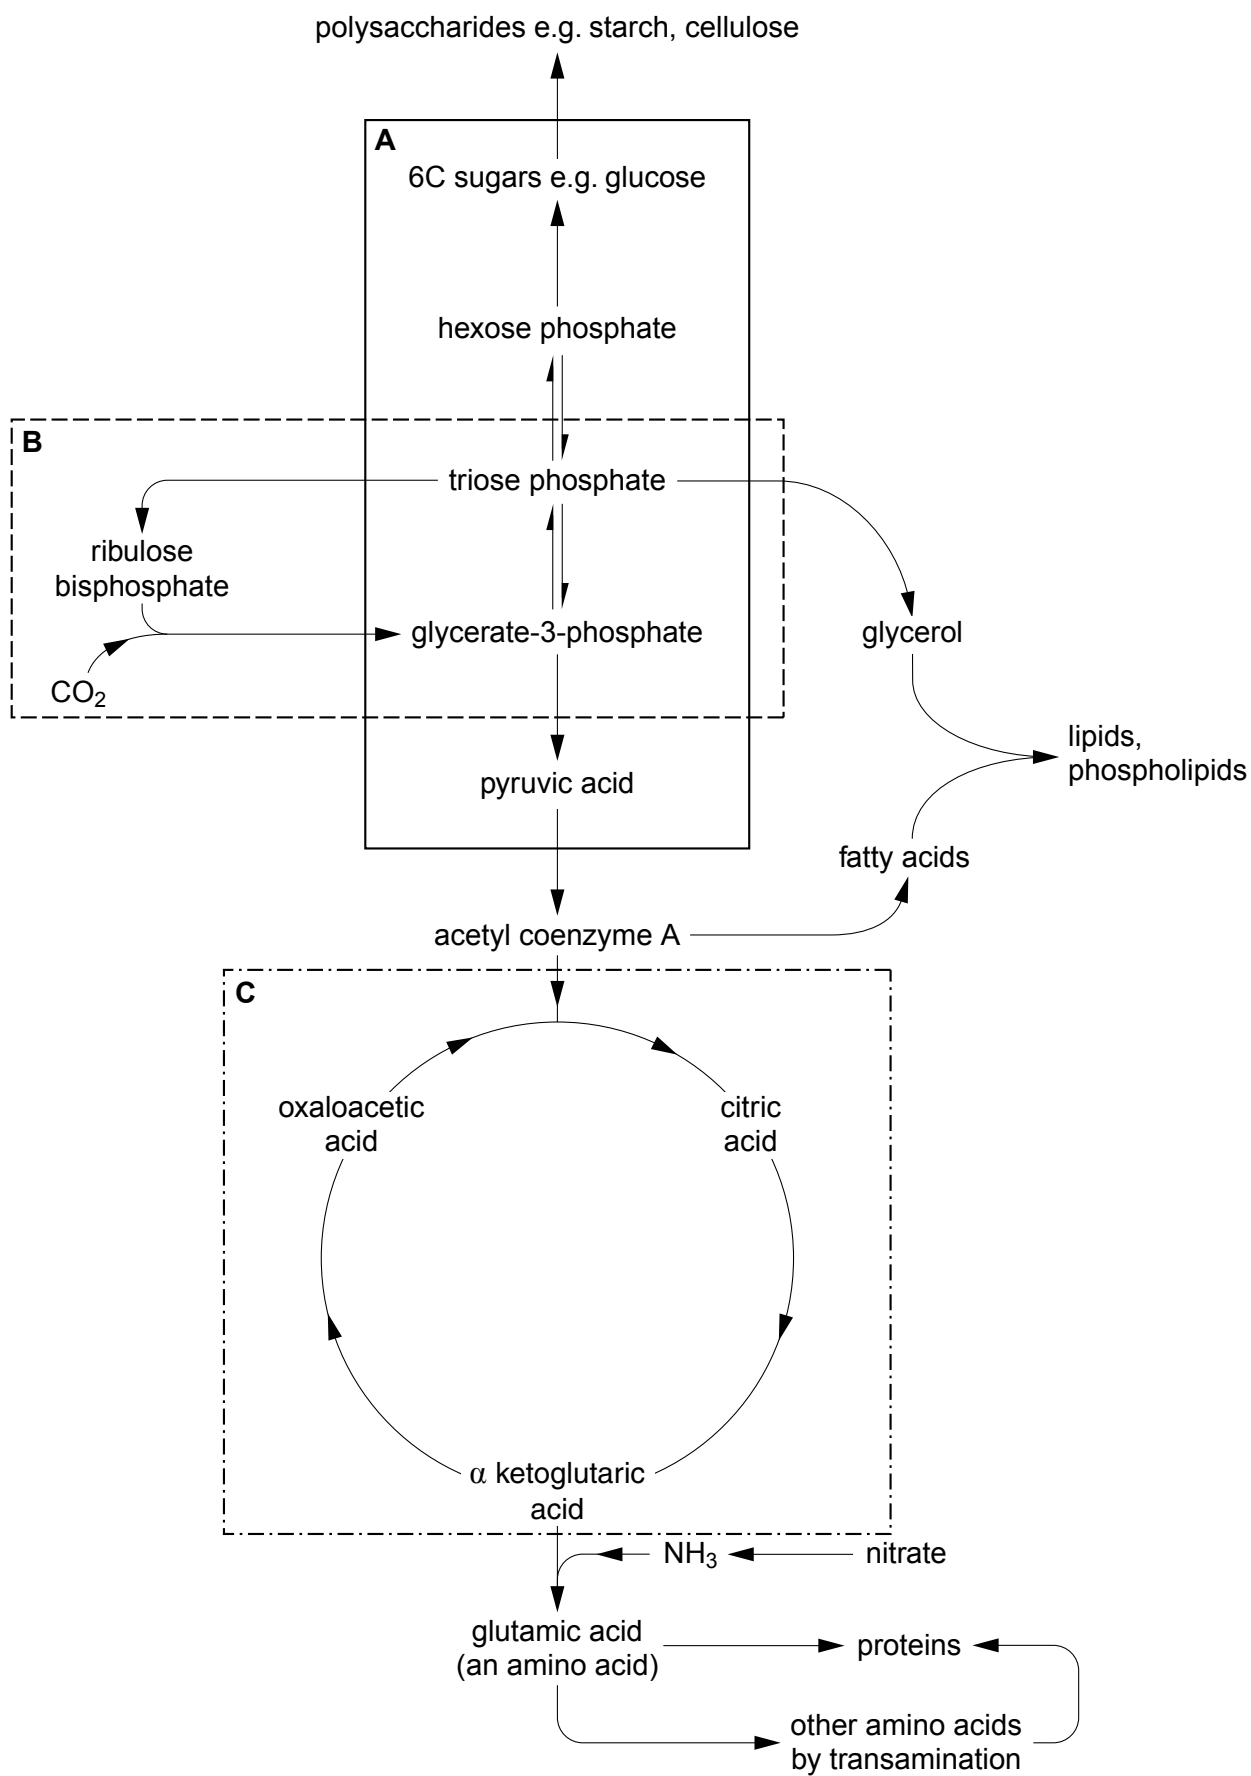 polysaccharides e.g. starch, cellulose
A
6C sugars e.g. glucose
hexose phosphate
B
triose phosphate
ribulose
bisphosphate
glycerate-3-phosphate
glycerol
CO₂
lipids,
phospholipids
pyruvic acid
fatty acids
acetyl coenzyme A
C
oxaloacetic
acid
citric
acid
α ketoglutaric
acid
NH₃
nitrate
glutamic acid
(an amino acid)
proteins
other amino acids
by transamination